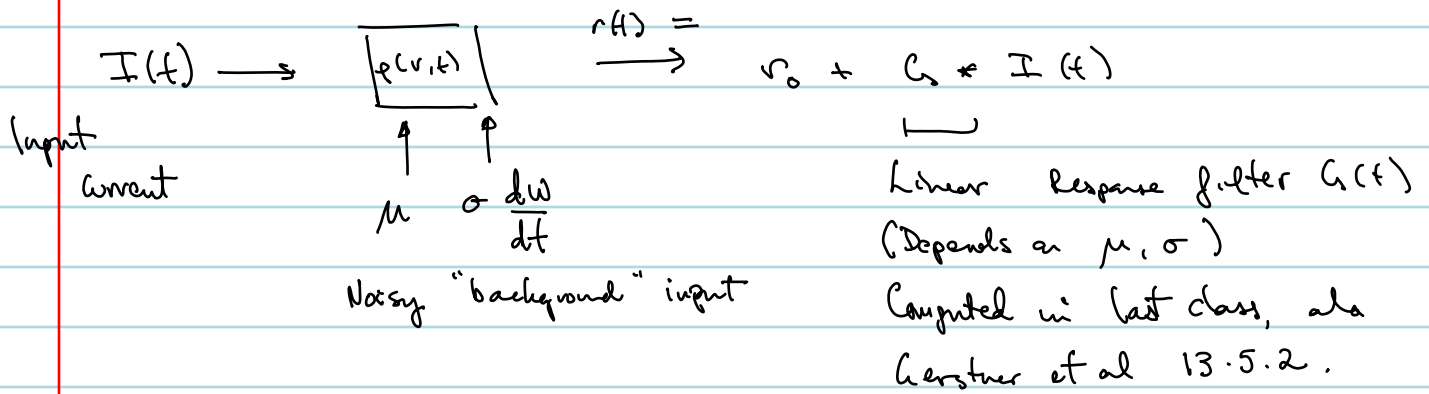 r(t) =
I(t) → ρ(v,t) → r₀ + G * I(t)
Input
current
μ σ dw/dt
Linear Response filter G(t)
(Depends on μ, σ)
Noisy "background" input
Computed in last class, ala
Gerstner et al 13.5.2.